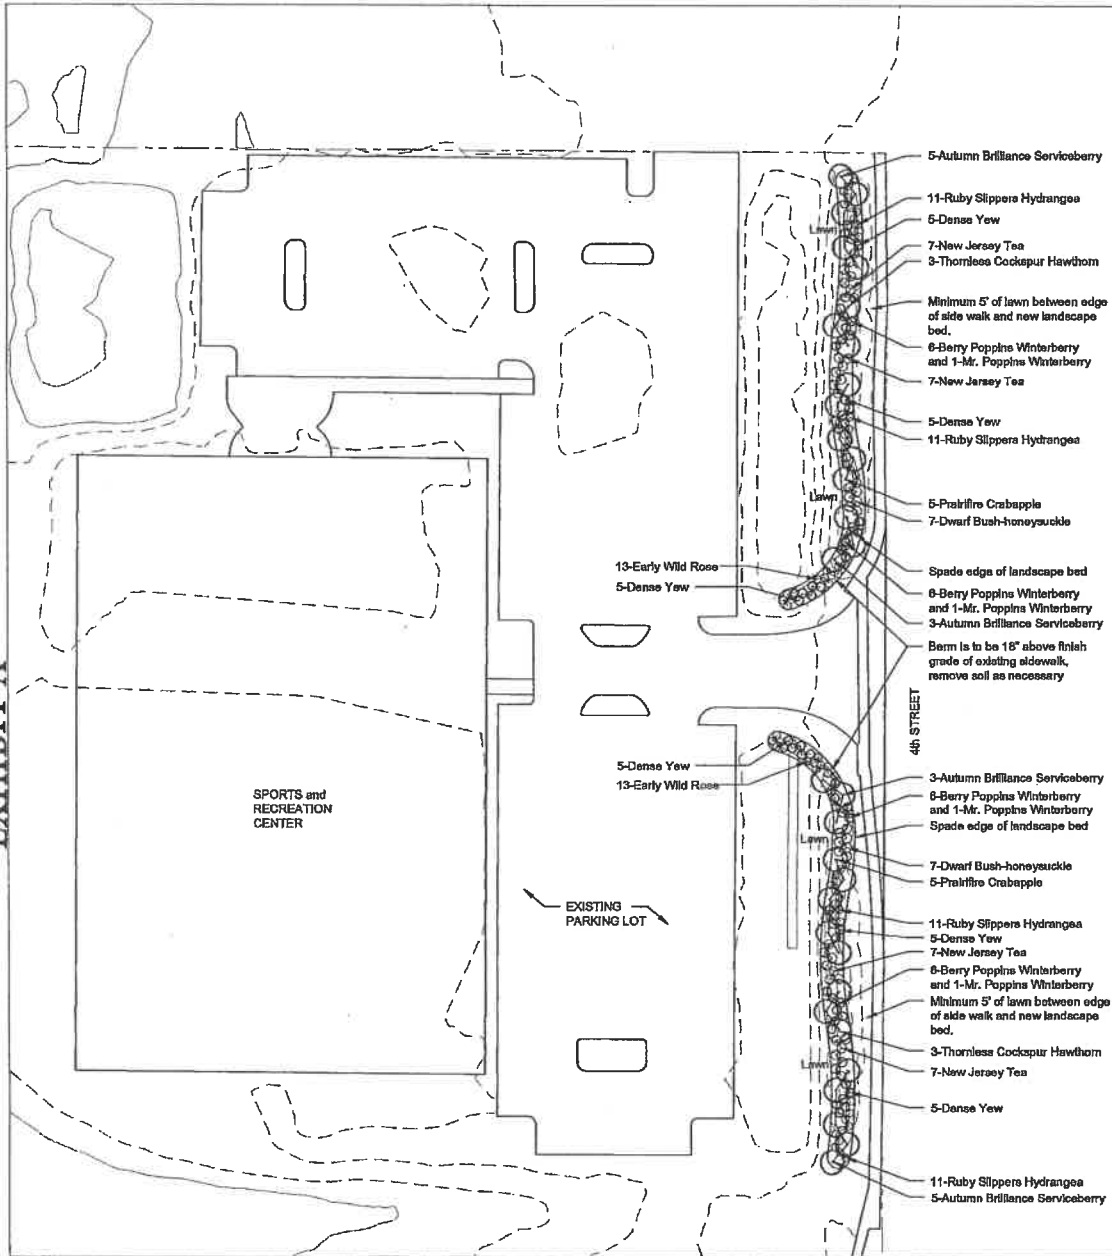 5-Autumn Brilliance Serviceberry
11-Ruby Slippers Hydrangea
5-Dense Yew
Lawn
7-New Jersey Tea
3-Thornless Cockspur Hawthorn
Minimum 5' of lawn between edge
of side walk and new landscape
bed.
6-Berry Poppins Winterberry
and 1-Mr. Poppins Winterberry
7-New Jersey Tea
5-Dense Yew
11-Ruby Slippers Hydrangea
Lawn
5-Prairifire Crabapple
7-Dwarf Bush-honeysuckle
13-Early Wild Rose
5-Dense Yew
Spade edge of landscape bed
6-Berry Poppins Winterberry
and 1-Mr. Poppins Winterberry
3-Autumn Brilliance Serviceberry
Berm is to be 18" above finish
grade of existing sidewalk,
remove soil as necessary
EXHIBIT A
4th STREET
5-Dense Yew
13-Early Wild Rose
SPORTS and
RECREATION
CENTER
3-Autumn Brilliance Serviceberry
6-Berry Poppins Winterberry
and 1-Mr. Poppins Winterberry
Spade edge of landscape bed
Lawn
7-Dwarf Bush-honeysuckle
5-Prairifire Crabapple
EXISTING
PARKING LOT
11-Ruby Slippers Hydrangea
5-Dense Yew
7-New Jersey Tea
6-Berry Poppins Winterberry
and 1-Mr. Poppins Winterberry
Minimum 5' of lawn between edge
of side walk and new landscape
bed.
3-Thornless Cockspur Hawthorn
Lawn
7-New Jersey Tea
5-Dense Yew
11-Ruby Slippers Hydrangea
5-Autumn Brilliance Serviceberry